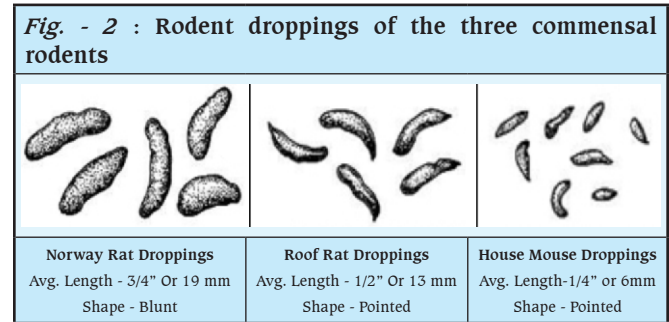 Fig. - 2 : Rodent droppings of the three commensal
rodents
Norway Rat Droppings
Avg. Length - 3/4” Or 19 mm
Shape - Blunt
Roof Rat Droppings
Avg. Length - 1/2” Or 13 mm
Shape - Pointed
House Mouse Droppings
Avg. Length-1/4” or 6mm
Shape - Pointed